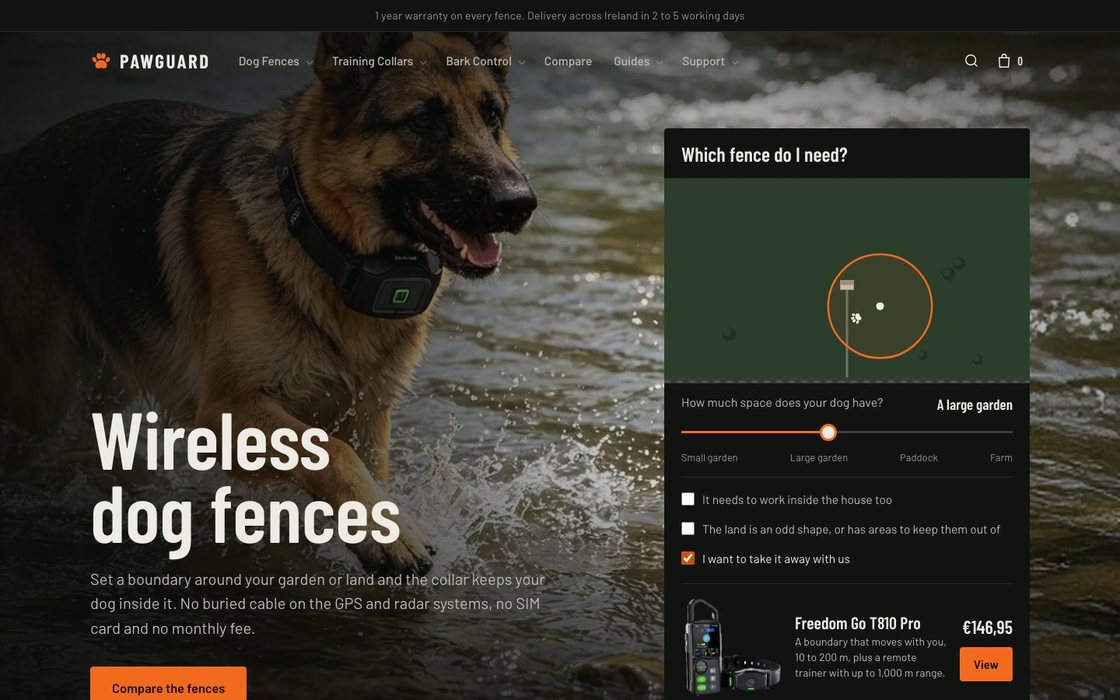 1 year warranty on every fence. Delivery across Ireland in 2 to 5 working days
PAWGUARD
Dog Fences
Training Collars
Bark Control
Compare
Guides
Support
0
Wireless
dog fences
Set a boundary around your garden or land and the collar keeps your
dog inside it. No buried cable on the GPS and radar systems, no SIM
card and no monthly fee.
Compare the fences
Which fence do I need?
How much space does your dog have?
A large garden
Small garden
Large garden
Paddock
Farm
It needs to work inside the house too
The land is an odd shape, or has areas to keep them out of
I want to take it away with us
Freedom Go T810 Pro
€146,95
A boundary that moves with you,
10 to 200 m, plus a remote
trainer with up to 1,000 m range.
View